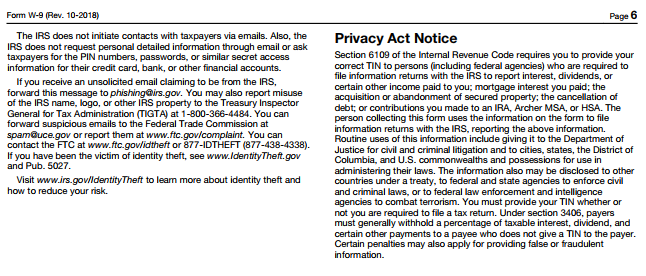 Form W-9 (Rev. 10-2018)
Page 6
The IRS does not initiate contacts with taxpayers via emails. Also, the
IRS does not request personal detailed information through email or ask
taxpayers for the PIN numbers, passwords, or similar secret access
information for their credit card, bank, or other financial accounts.
If you receive an unsolicited email claiming to be from the IRS,
forward this message to phishing@irs.gov. You may also report misuse
of the IRS name, logo, or other IRS property to the Treasury Inspector
General for Tax Administration (TIGTA) at 1-800-366-4484. You can
forward suspicious emails to the Federal Trade Commission at
spam@uce.gov or report them at www.ftc.gov/complaint. You can
contact the FTC at www.ftc.gov/idtheft or 877-IDTHEFT (877-438-4338).
If you have been the victim of identity theft, see www.IdentityTheft.gov
and Pub. 5027.
Visit www.irs.gov/IdentityTheft to learn more about identity theft and
how to reduce your risk.
Privacy Act Notice
Section 6109 of the Internal Revenue Code requires you to provide your
correct TIN to persons (including federal agencies) who are required to
file information returns with the IRS to report interest, dividends, or
certain other income paid to you; mortgage interest you paid; the
acquisition or abandonment of secured property; the cancellation of
debt; or contributions you made to an IRA, Archer MSA, or HSA. The
person collecting this form uses the information on the form to file
information returns with the IRS, reporting the above information.
Routine uses of this information include giving it to the Department of
Justice for civil and criminal litigation and to cities, states, the District of
Columbia, and U.S. commonwealths and possessions for use in
administering their laws. The information also may be disclosed to other
countries under a treaty, to federal and state agencies to enforce civil
and criminal laws, or to federal law enforcement and intelligence
agencies to combat terrorism. You must provide your TIN whether or
not you are required to file a tax return. Under section 3406, payers
must generally withhold a percentage of taxable interest, dividend, and
certain other payments to a payee who does not give a TIN to the payer.
Certain penalties may also apply for providing false or fraudulent
information.